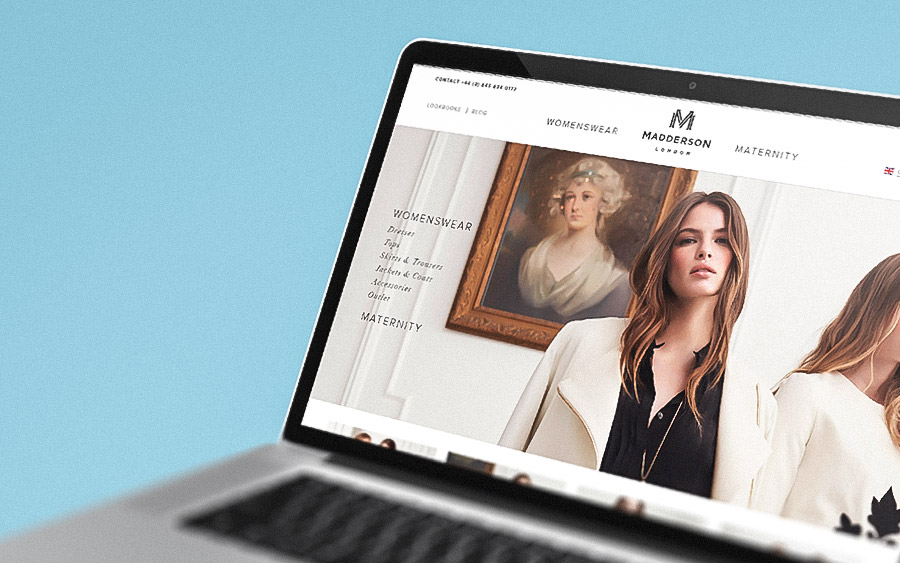 CONTACT +44 (0) 845 834 0177
LOOKBOOKS | BLOG
WOMENSWEAR
MADDERSON
LONDON
MATERNITY
WOMENSWEAR
Dresses
Tops
Skirts & Trousers
Jackets & Coats
Accessories
Outlet
MATERNITY